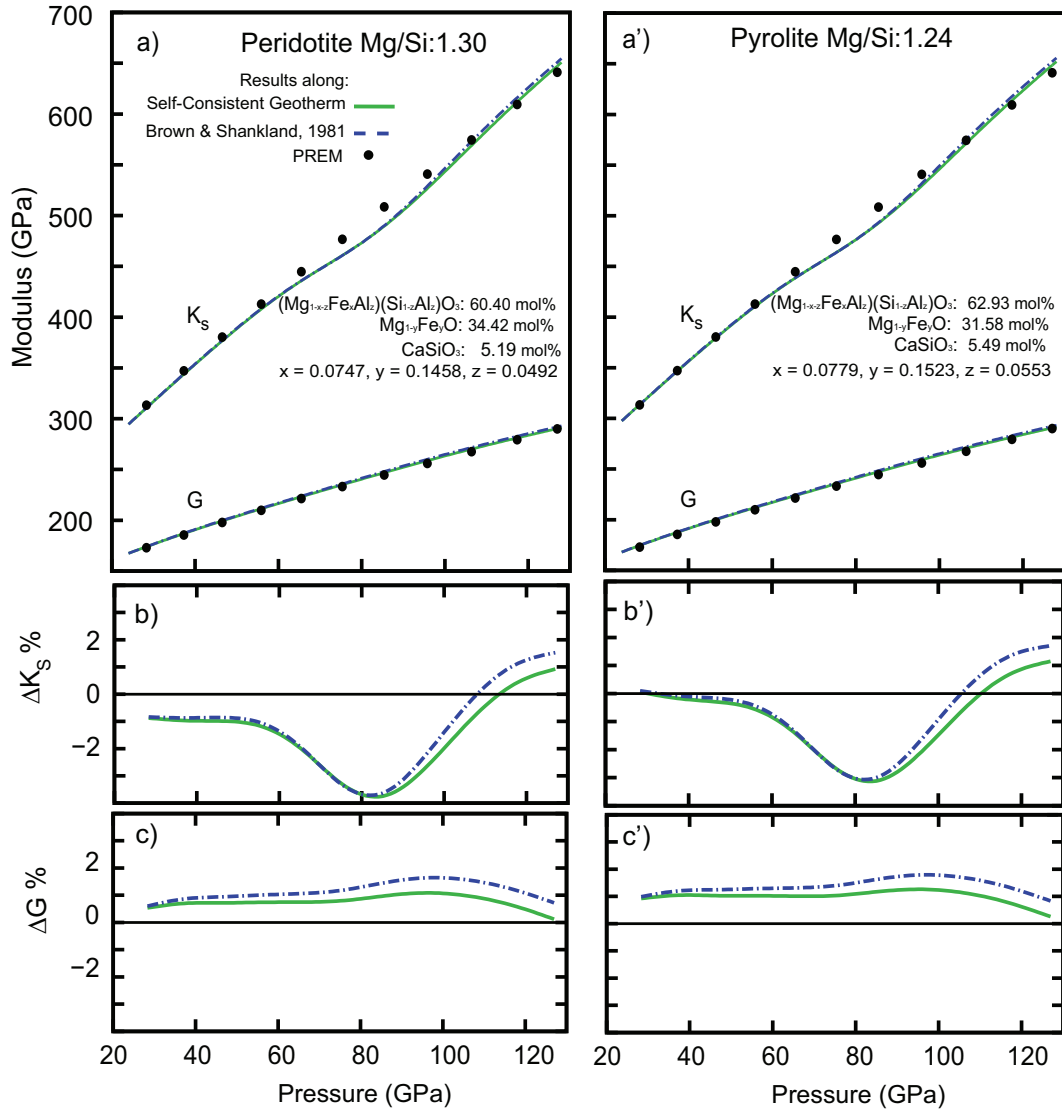 700
600
500
400
300
200
Modulus (GPa)
a)
Peridotite Mg/Si:1.30
Results along:
Self-Consistent Geotherm
Brown & Shankland, 1981
PREM
Kₛ
(Mg₁₋ₓ₋zFeₓAlz)(Si₁₋zAlz)O₃: 60.40 mol%
Mg₁₋yFeyO: 34.42 mol%
CaSiO₃: 5.19 mol%
x = 0.0747, y = 0.1458, z = 0.0492
G
a')
Pyrolite Mg/Si:1.24
Kₛ
(Mg₁₋ₓ₋zFeₓAlz)(Si₁₋zAlz)O₃: 62.93 mol%
Mg₁₋yFeyO: 31.58 mol%
CaSiO₃: 5.49 mol%
x = 0.0779, y = 0.1523, z = 0.0553
G
b)
ΔKS %
2
0
−2
b')
c)
ΔG %
2
0
−2
c')
20 40 60 80 100 120
Pressure (GPa)
20 40 60 80 100 120
Pressure (GPa)